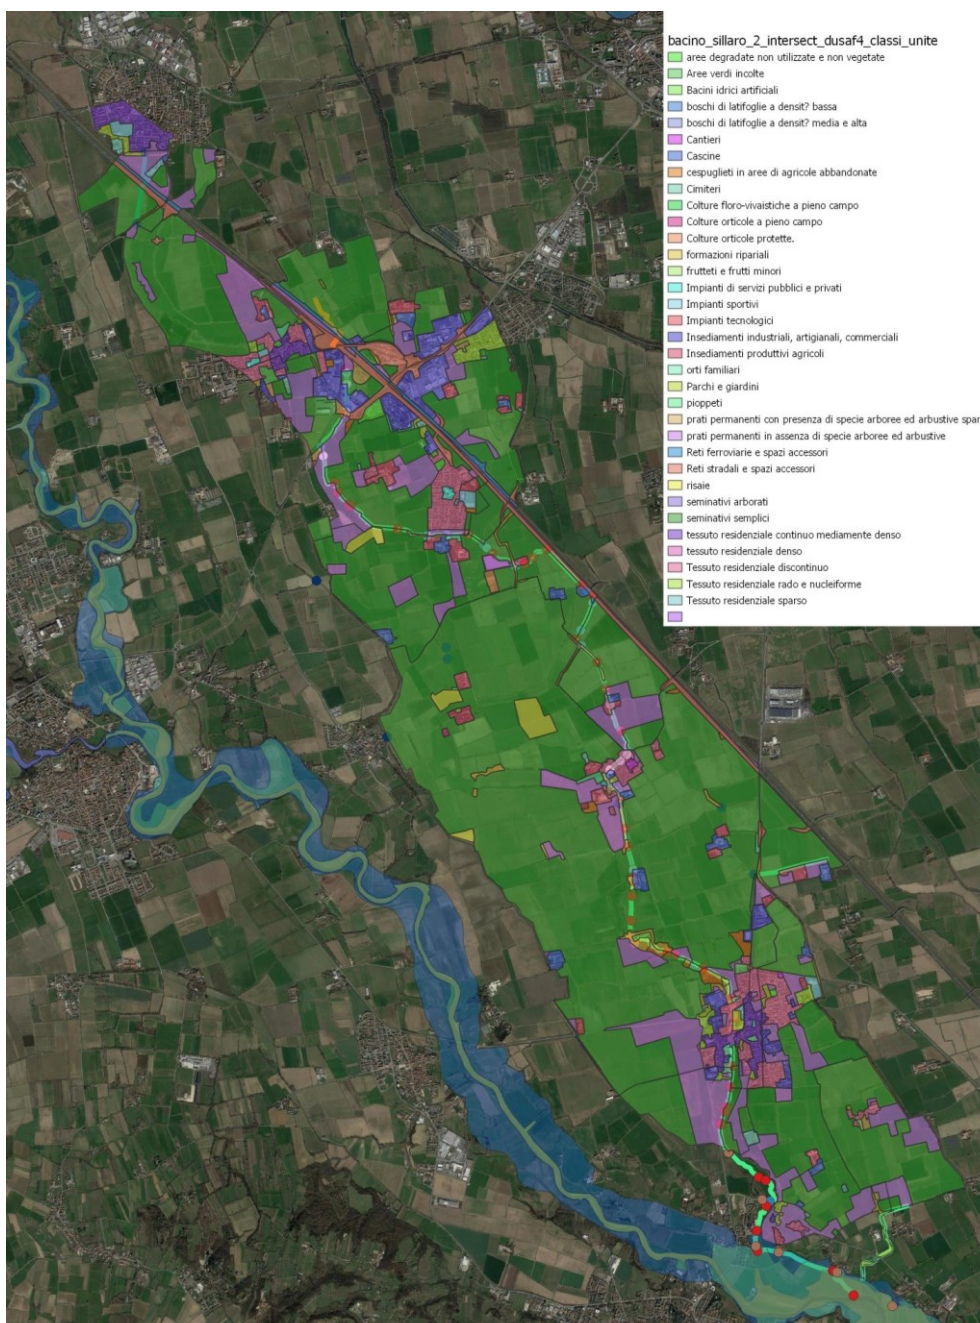 bacino_sillaro_2_intersect_dusaf4_classi_unite
aree degradate non utilizzate e non vegetate
Aree verdi incolte
Bacini idrici artificiali
boschi di latifoglie a densit? bassa
boschi di latifoglie a densit? media e alta
Cantieri
Cascine
cespuglieti in aree di agricole abbandonate
Cimiteri
Colture floro-vivaistiche a pieno campo
Colture orticole a pieno campo
Colture orticole protette.
formazioni ripariali
frutteti e frutti minori
Impianti di servizi pubblici e privati
Impianti sportivi
Impianti tecnologici
Insediamenti industriali, artigianali, commerciali
Insediamenti produttivi agricoli
orti familiari
Parchi e giardini
pioppeti
prati permanenti con presenza di specie arboree ed arbustive spar
prati permanenti in assenza di specie arboree ed arbustive
Reti ferroviarie e spazi accessori
Reti stradali e spazi accessori
risaie
seminativi arborati
seminativi semplici
tessuto residenziale continuo mediamente denso
tessuto residenziale denso
Tessuto residenziale discontinuo
Tessuto residenziale rado e nucleiforme
Tessuto residenziale sparso